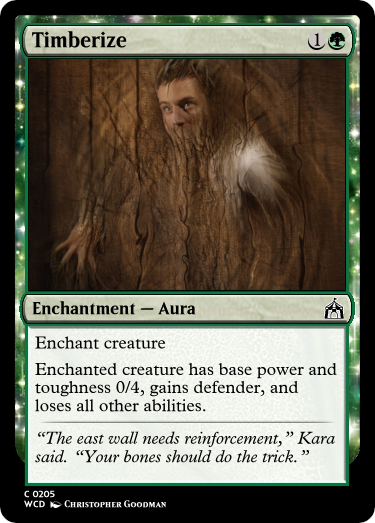 Timberize 1
Enchantment — Aura
Enchant creature
Enchanted creature has base power and
toughness 0/4, gains defender, and
loses all other abilities.
“The east wall needs reinforcement,” Kara
said. “Your bones should do the trick.”
C 0205
WCD Christopher Goodman